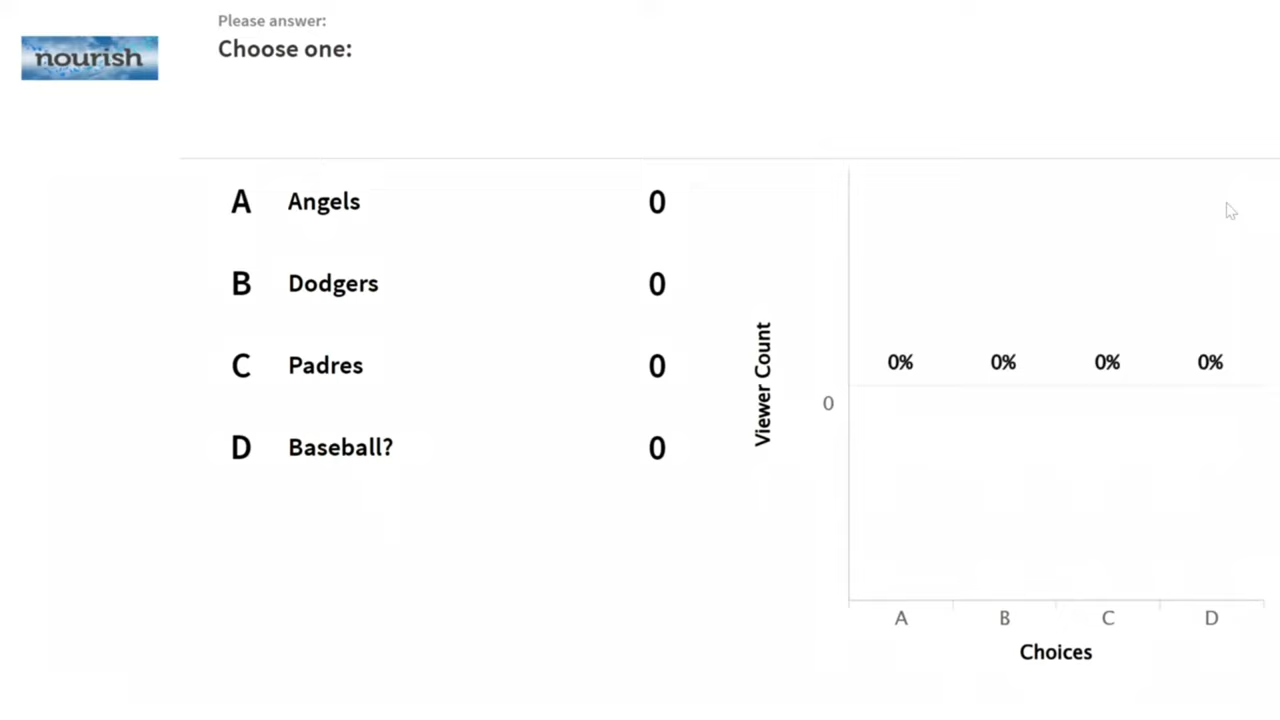 Please answer:
nourish
Choose one:
A Angels 0
B Dodgers 0
C Padres 0
D Baseball? 0
Viewer Count
0% 0% 0% 0%
0
A B C D
Choices